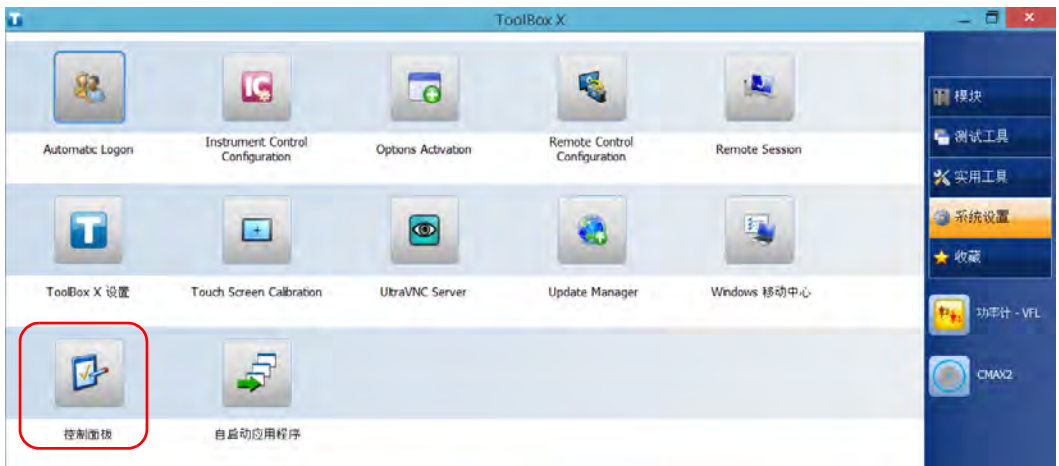 ToolBox X
Automatic Logon
Instrument Control
Configuration
Options Activation
Remote Control
Configuration
Remote Session
ToolBox X 设置
Touch Screen Calibration
UltraVNC Server
Update Manager
Windows 移动中心
控制面板
自启动应用程序
模块
测试工具
实用工具
系统设置
收藏
功率计 - VFL
CMAX2